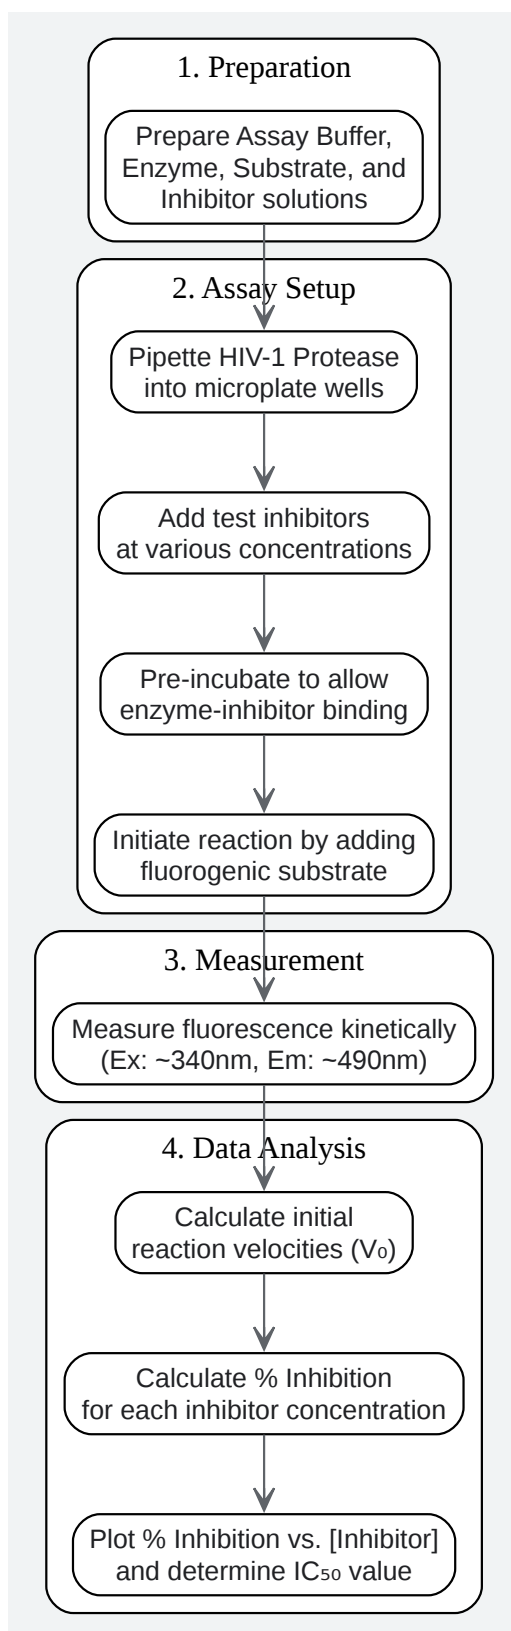 1. Preparation
Prepare Assay Buffer,
Enzyme, Substrate, and
Inhibitor solutions
2. Assay Setup
Pipette HIV-1 Protease
into microplate wells
Add test inhibitors
at various concentrations
Pre-incubate to allow
enzyme-inhibitor binding
Initiate reaction by adding
fluorogenic substrate
3. Measurement
Measure fluorescence kinetically
(Ex: ~340nm, Em: ~490nm)
4. Data Analysis
Calculate initial
reaction velocities (V₀)
Calculate % Inhibition
for each inhibitor concentration
Plot % Inhibition vs. [Inhibitor]
and determine IC₅₀ value